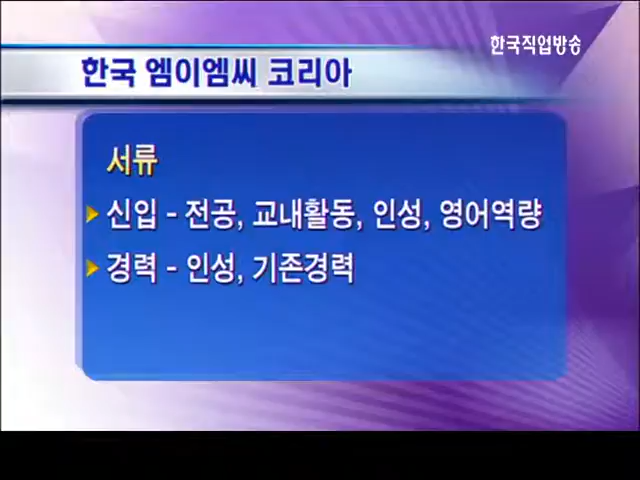 한국직업방송
한국 엠이엠씨 코리아
서류
신입 - 전공, 교내활동, 인성, 영어역량
경력 - 인성, 기존경력